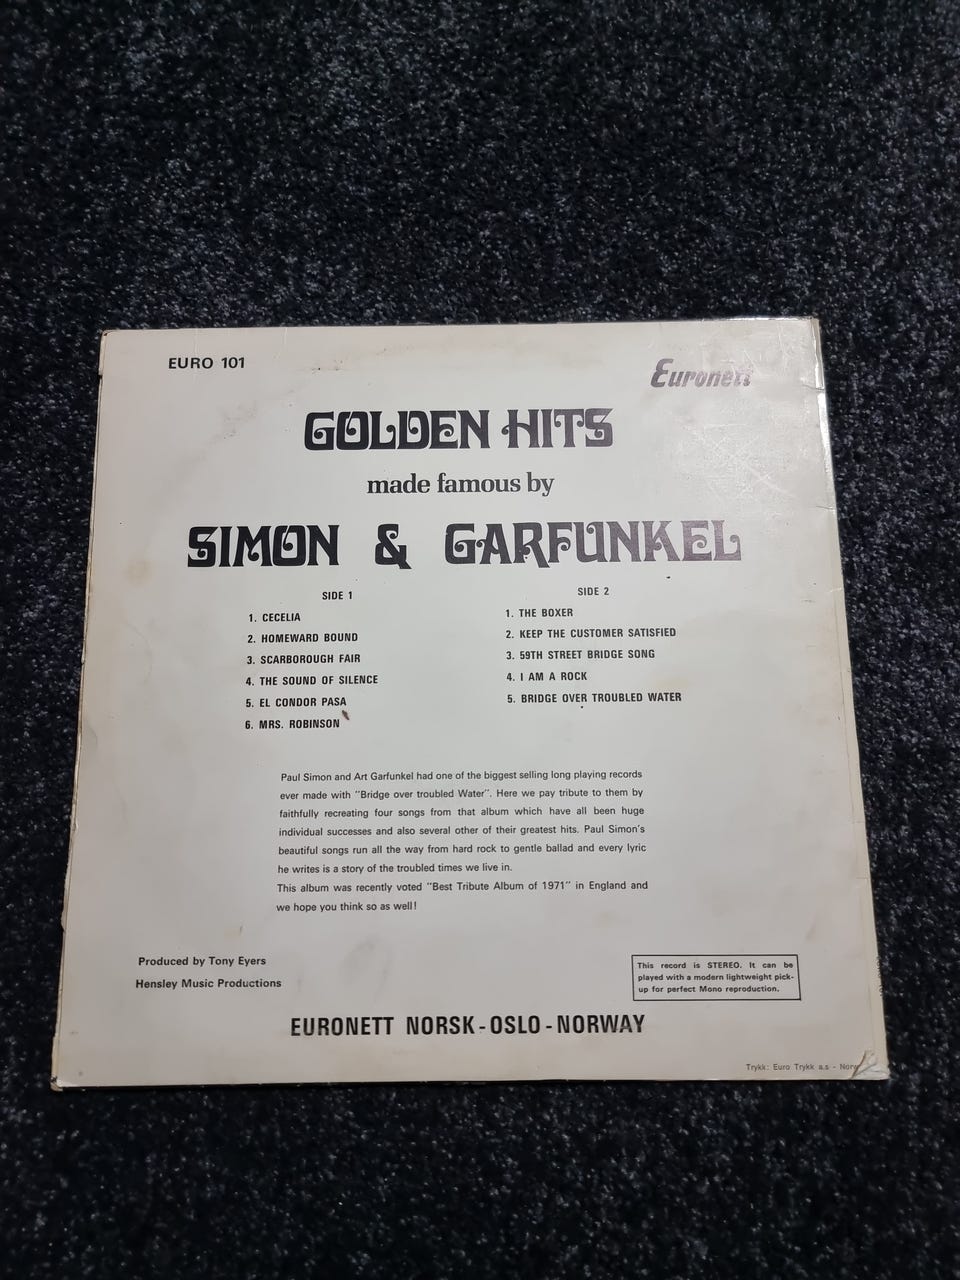 EURO 101
Euronett
GOLDEN HITS
made famous by
SIMON & GARFUNKEL
SIDE 1
1. CECELIA
2. HOMEWARD BOUND
3. SCARBOROUGH FAIR
4. THE SOUND OF SILENCE
5. EL CONDOR PASA
6. MRS. ROBINSON
SIDE 2
1. THE BOXER
2. KEEP THE CUSTOMER SATISFIED
3. 59TH STREET BRIDGE SONG
4. I AM A ROCK
5. BRIDGE OVER TROUBLED WATER
Paul Simon and Art Garfunkel had one of the biggest selling long playing records
ever made with "Bridge over troubled Water". Here we pay tribute to them by
faithfully recreating four songs from that album which have all been huge
individual successes and also several other of their greatest hits. Paul Simon's
beautiful songs run all the way from hard rock to gentle ballad and every lyric
he writes is a story of the troubled times we live in.
This album was recently voted "Best Tribute Album of 1971" in England and
we hope you think so as well!
Produced by Tony Eyers
Hensley Music Productions
This record is STEREO. It can be
played with a modern lightweight pick-
up for perfect Mono reproduction.
EURONETT NORSK - OSLO - NORWAY
Trykk: Euro Trykk a.s - Norw